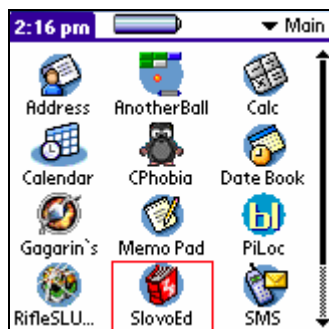 2:16 pm
Main
Address AnotherBall Calc
Calendar CPhobia Date Book
Gagarin`s Memo Pad PiLoc
RifleSLU... SlovoEd SMS